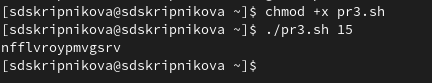 [sdskripnikova@sdskripnikova ~]$ chmod +x pr3.sh
[sdskripnikova@sdskripnikova ~]$ ./pr3.sh 15
nfflvroypmvgsrv
[sdskripnikova@sdskripnikova ~]$